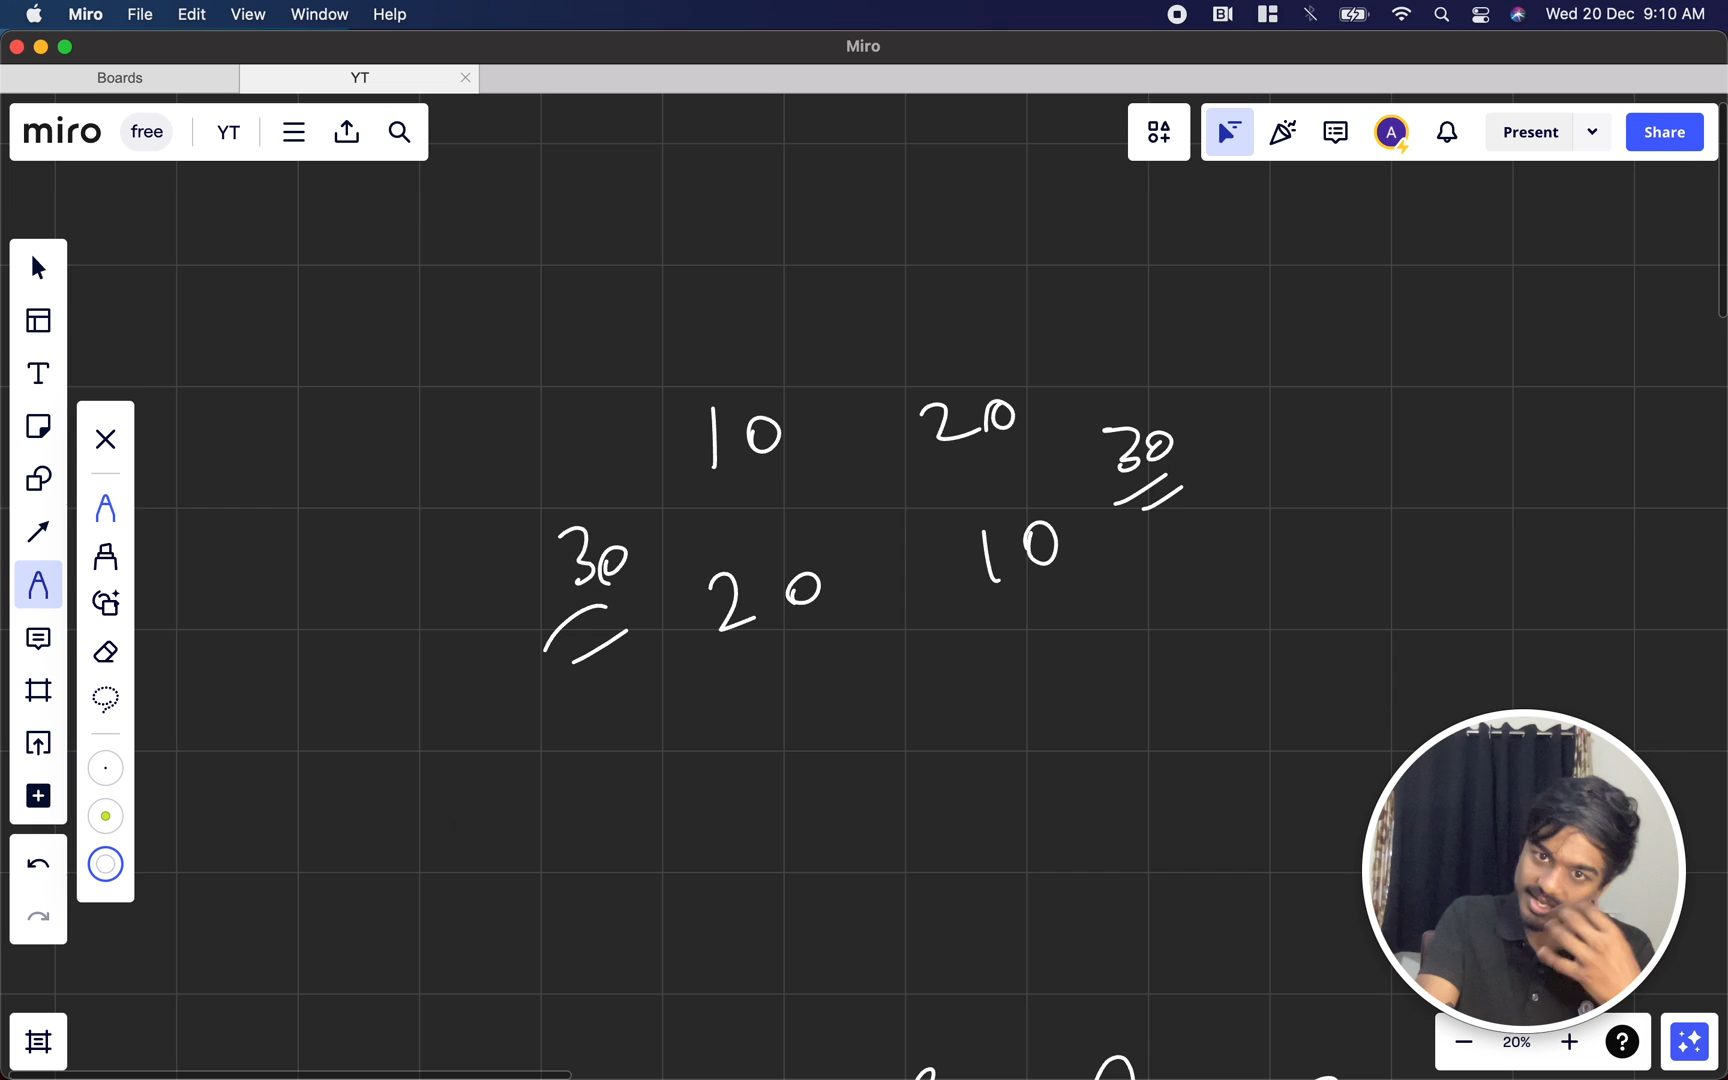 Miro File Edit View Window Help Wed 20 Dec 9:10 AM
Miro
Boards YT
miro free YT Present Share
10 20 30
30 20 10
20%